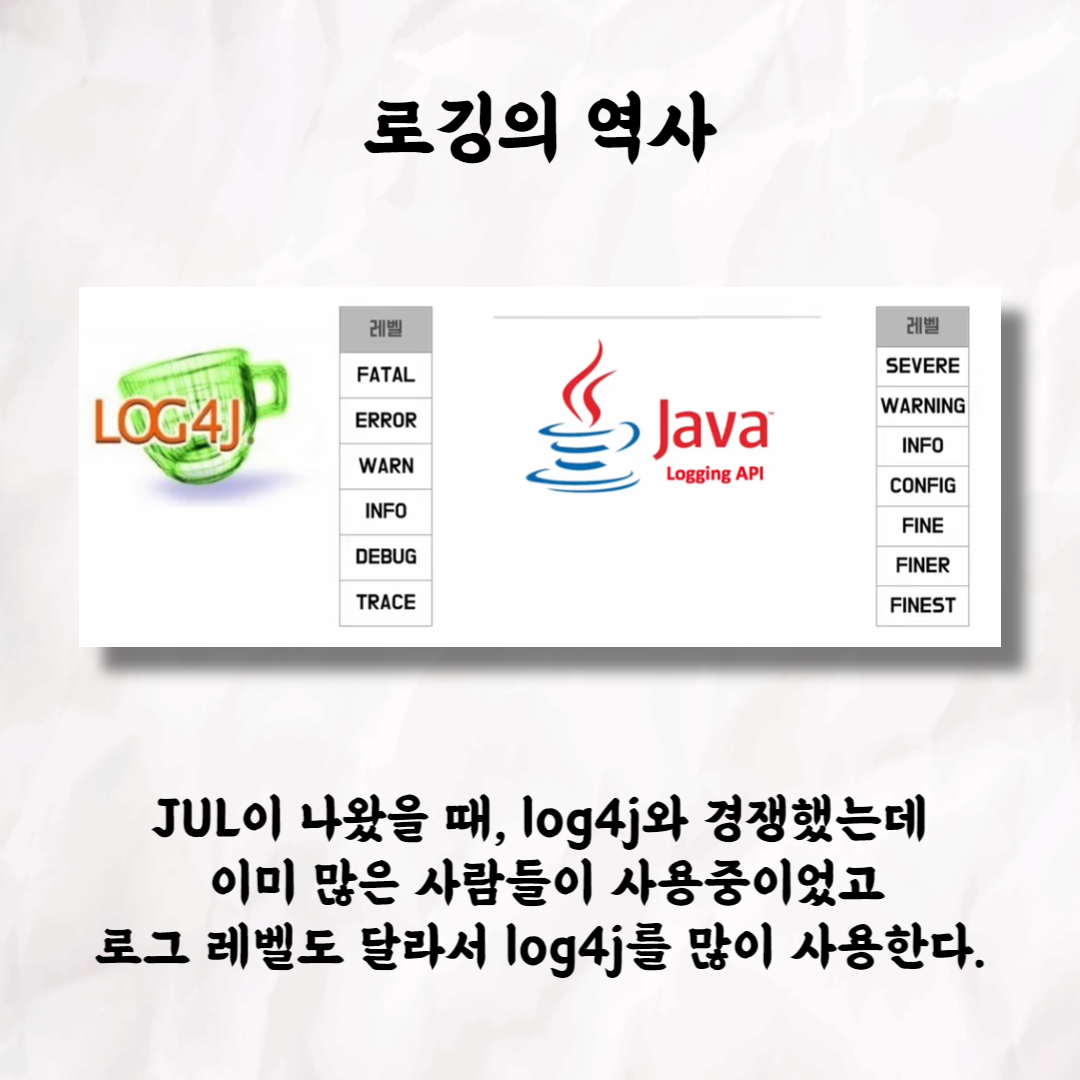 로깅의 역사
LOG4J
레벨
FATAL
ERROR
WARN
INFO
DEBUG
TRACE
Java™
Logging API
레벨
SEVERE
WARNING
INFO
CONFIG
FINE
FINER
FINEST
JUL이 나왔을 때, log4j와 경쟁했는데
이미 많은 사람들이 사용중이었고
로그 레벨도 달라서 log4j를 많이 사용한다.